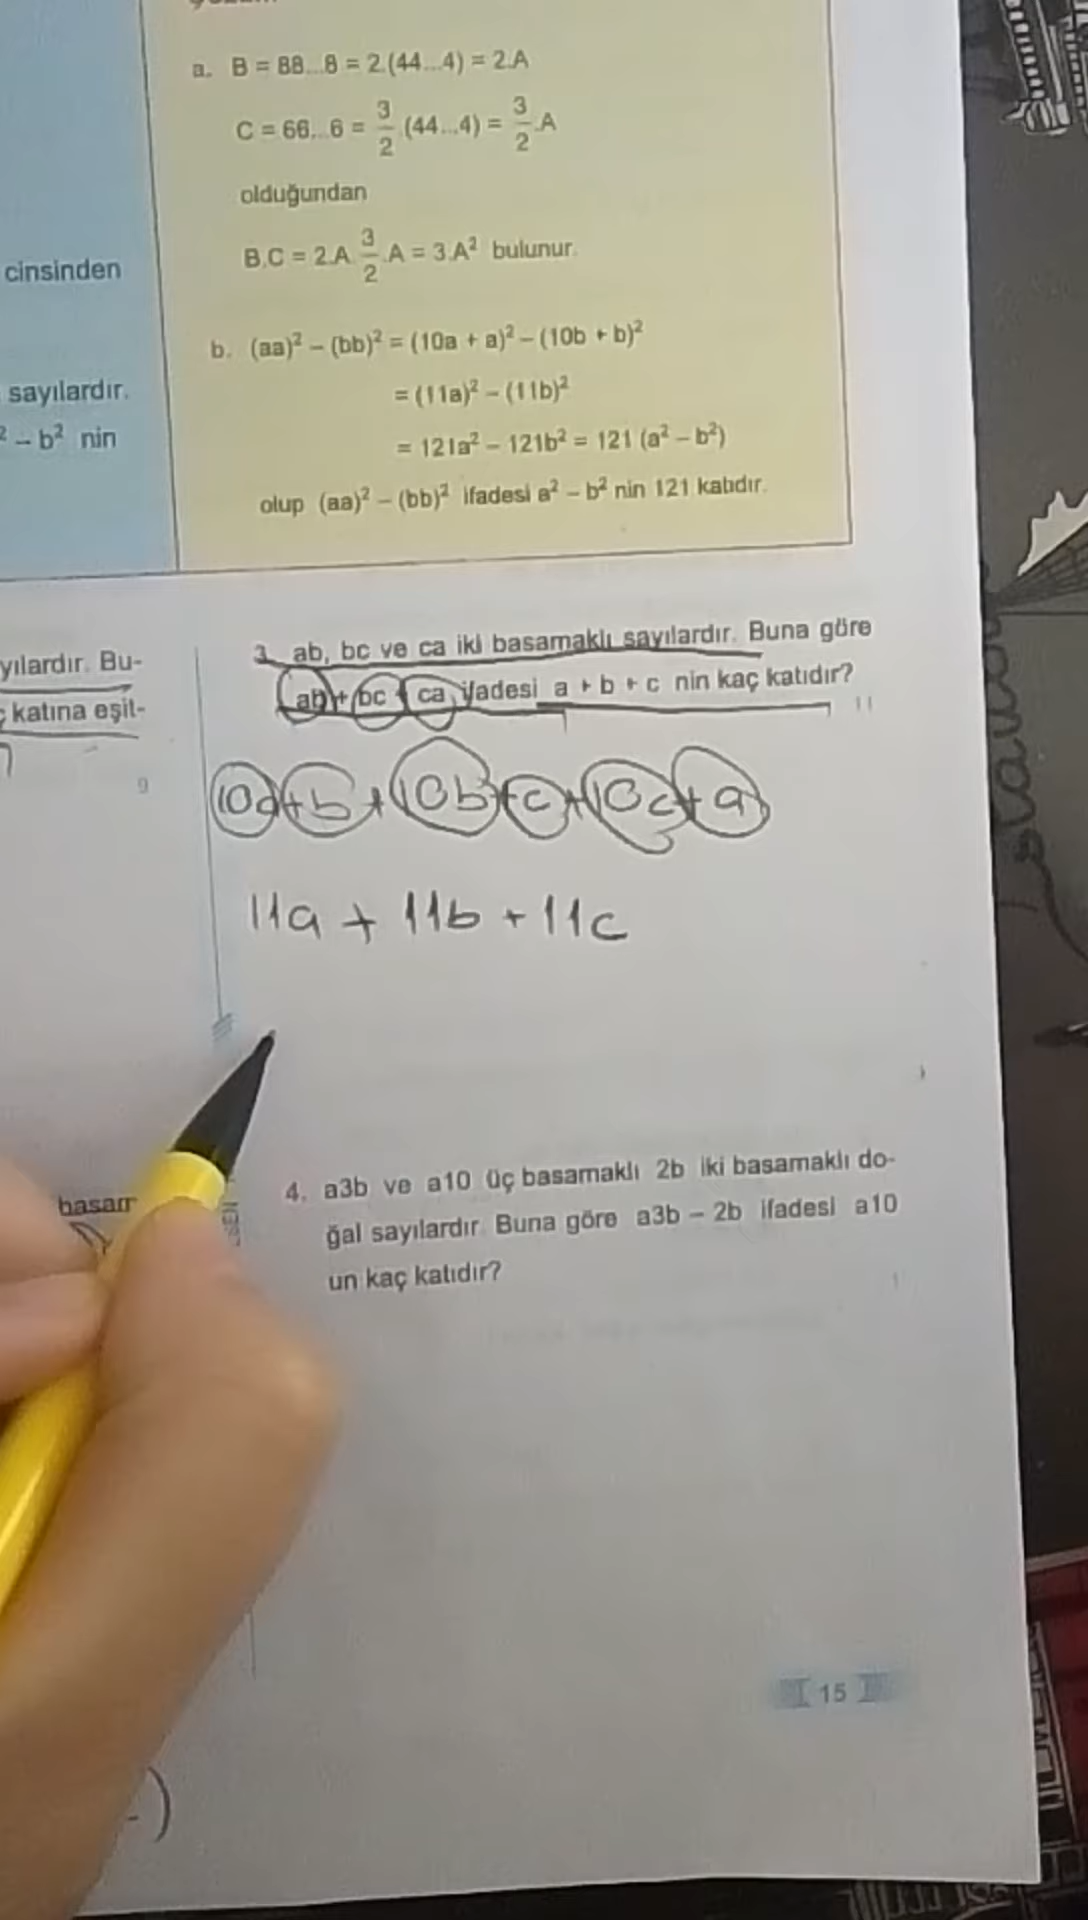 a. B = 88...8 = 2.(44...4) = 2.A
C = 66...6 = 3/2 (44...4) = 3/2 .A
olduğundan
B.C = 2.A 3/2 .A = 3.A² bulunur.
b. (aa)² – (bb)² = (10a + a)² – (10b + b)²
= (11a)² – (11b)²
= 121a² – 121b² = 121 (a² – b²)
olup (aa)² – (bb)² ifadesi a² – b² nin 121 katıdır.
cinsinden
sayılardır.
² – b² nin
yılardır. Bu-
katına eşit-
9
3. ab, bc ve ca iki basamaklı sayılardır. Buna göre
ab + bc + ca ifadesi a + b + c nin kaç katıdır?
11
10a+b+10b+c+10c+a
11a + 11b + 11c
basam
4. a3b ve a10 üç basamaklı 2b iki basamaklı do-
ğal sayılardır. Buna göre a3b – 2b ifadesi a10
un kaç katıdır?
1
15